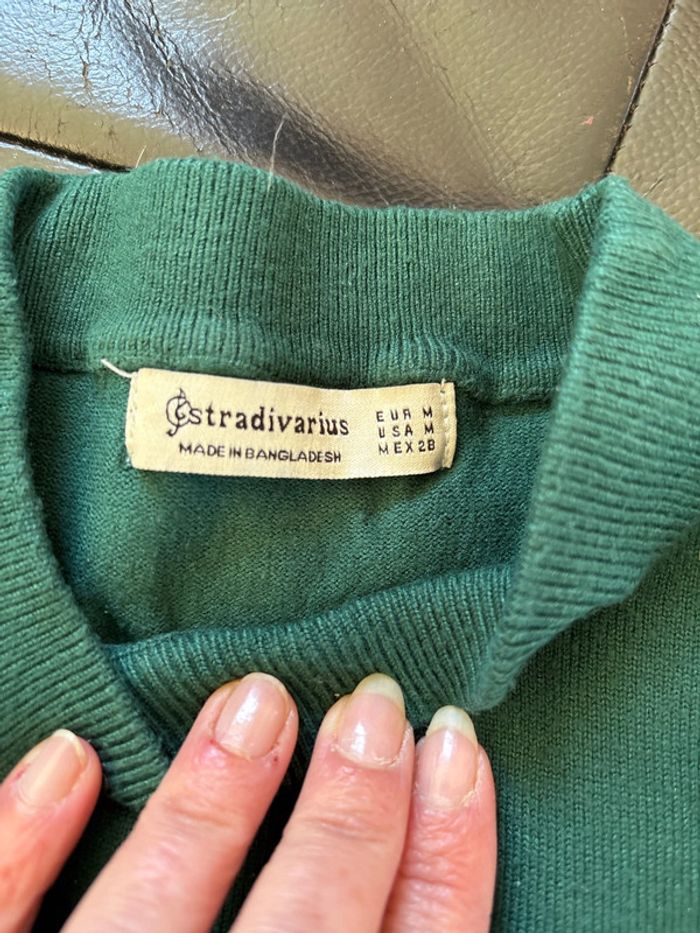 stradivarius
MADE IN BANGLADESH
EUR M
USA M
MEX 28